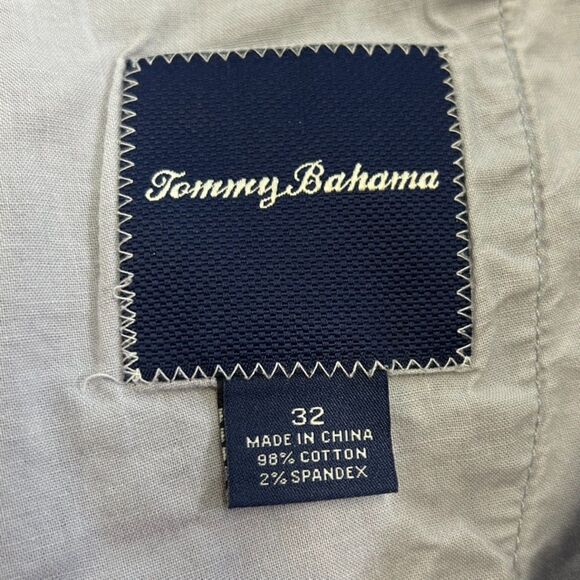 Tommy Bahama
32
MADE IN CHINA
98% COTTON
2% SPANDEX